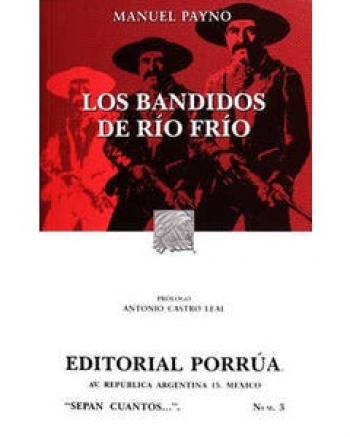 MANUEL PAYNO
LOS BANDIDOS
DE RÍO FRÍO
PRÓLOGO
ANTONIO CASTRO LEAL
EDITORIAL PORRÚA
AV. REPÚBLICA ARGENTINA 15. MÉXICO
"SEPAN CUANTOS...". NÚM. 3